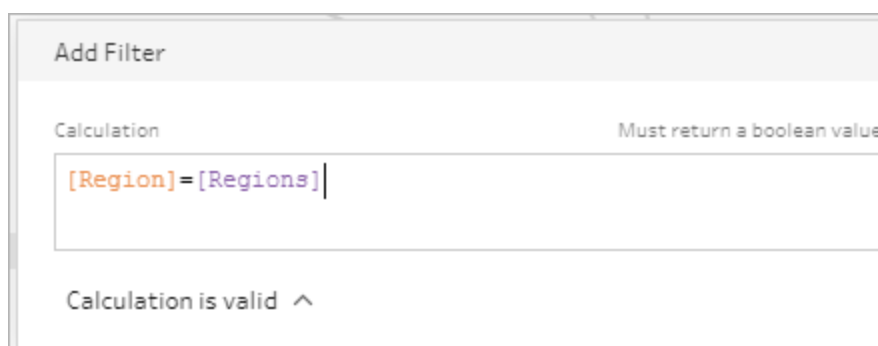 Add Filter
Calculation Must return a boolean value
[Region]=[Regions]
Calculation is valid